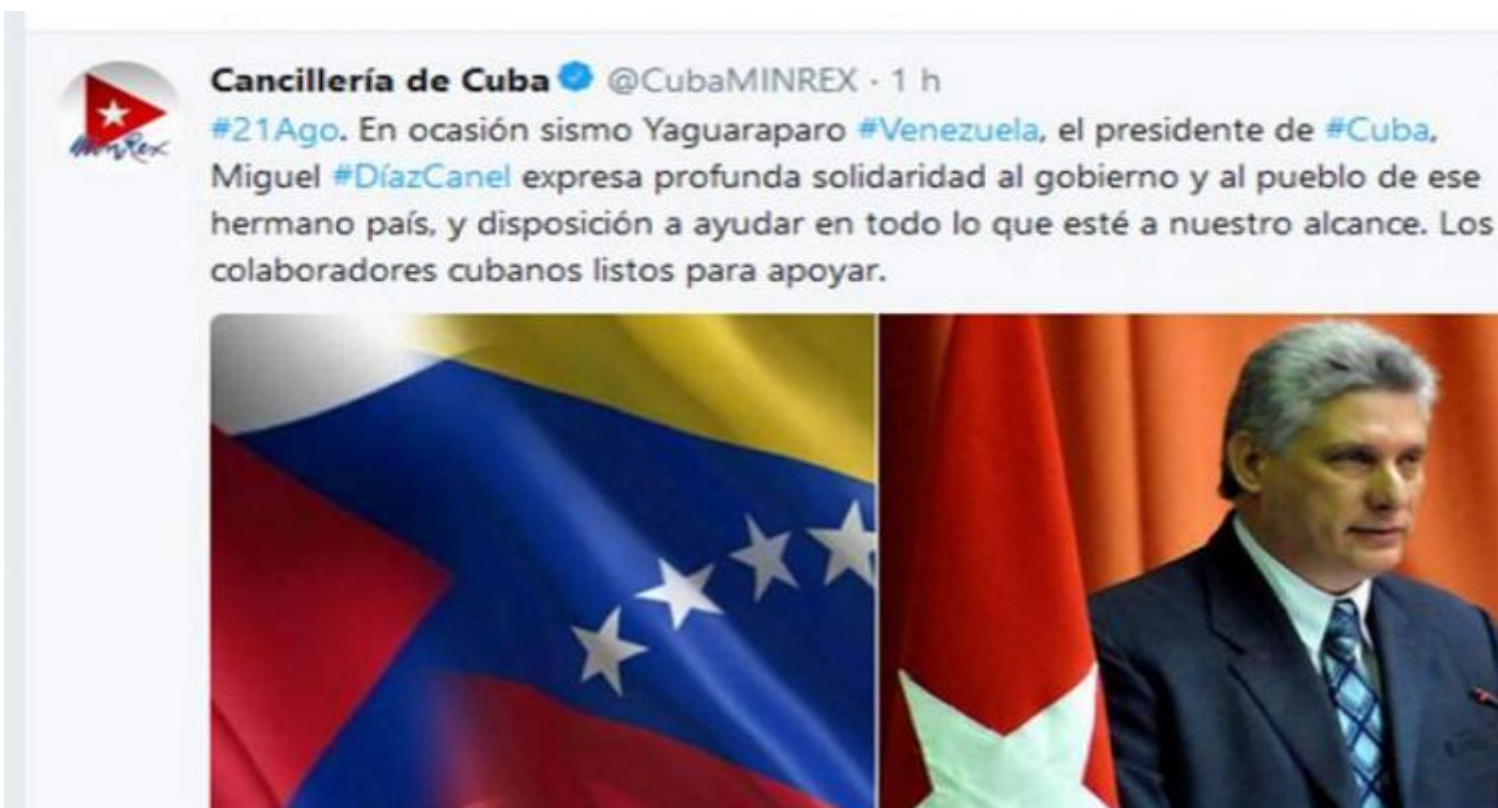 Cancillería de Cuba @CubaMINREX · 1 h
#21Ago. En ocasión sismo Yaguaraparo #Venezuela, el presidente de #Cuba,
Miguel #DíazCanel expresa profunda solidaridad al gobierno y al pueblo de ese
hermano país, y disposición a ayudar en todo lo que esté a nuestro alcance. Los
colaboradores cubanos listos para apoyar.
MinRex